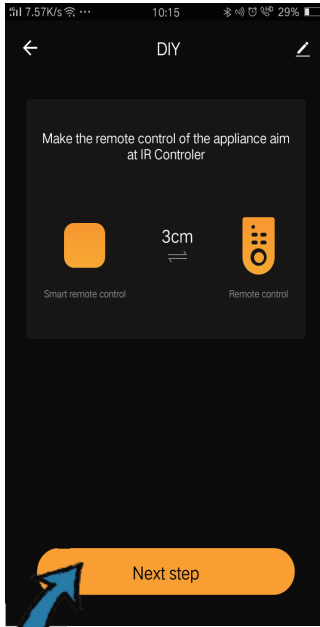 4G 7.57K/s ··· 10:15 29%
DIY
Make the remote control of the appliance aim
at IR Controler
3cm
Smart remote control Remote control
Next step